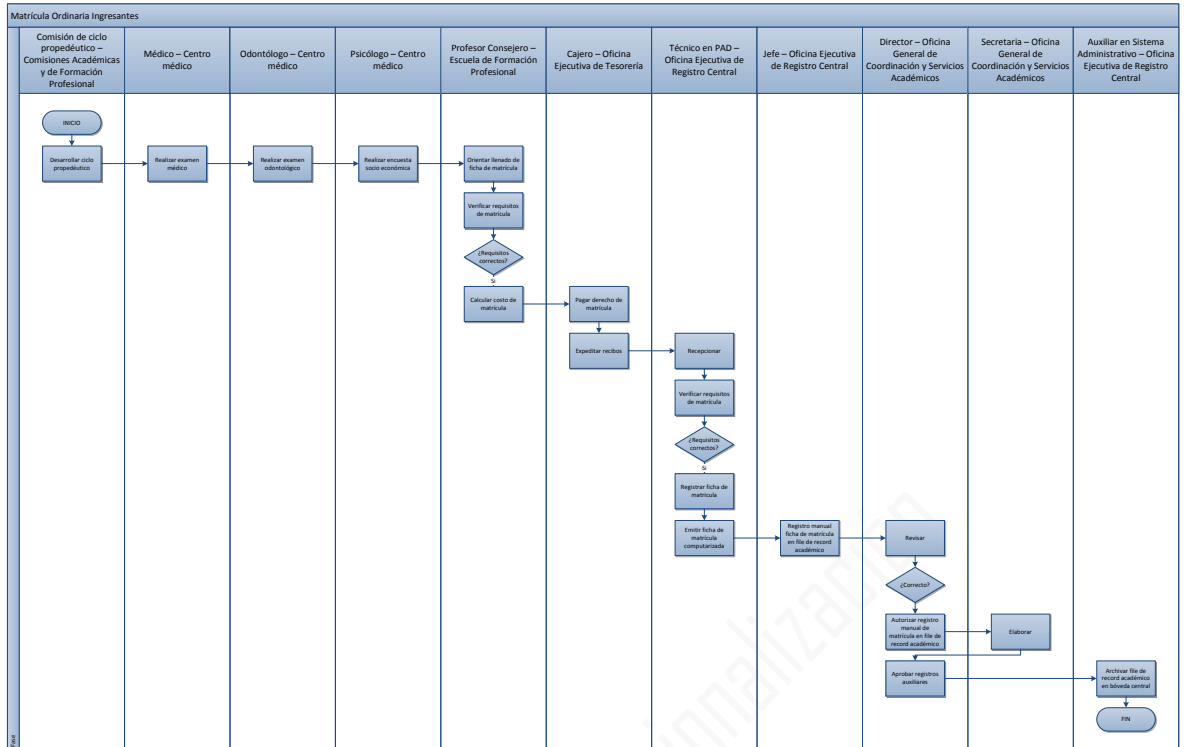 Matrícula Ordinaria Ingresantes
Comisión de ciclo
propedéutico –
Comisiones Académicas
y de Formación
Profesional
Médico – Centro
médico
Odontólogo – Centro
médico
Psicólogo – Centro
médico
Profesor Consejero –
Escuela de Formación
Profesional
Cajero – Oficina
Ejecutiva de Tesorería
Técnico en PAD –
Oficina Ejecutiva de
Registro Central
Jefe – Oficina Ejecutiva
de Registro Central
Director – Oficina
General de
Coordinación y Servicios
Académicos
Secretaria – Oficina
General de
Coordinación y Servicios
Académicos
Auxiliar en Sistema
Administrativo – Oficina
Ejecutiva de Registro
Central
INICIO
Desarrollar ciclo
propedéutico
Realizar examen
médico
Realizar examen
odontológico
Realizar encuesta
socio económica
Orientar llenado de
ficha de matrícula
Verificar requisitos
de matrícula
¿Requisitos
correctos?
Si
Calcular costo de
matrícula
Pagar derecho de
matrícula
Expeditar recibos
Recepcionar
Verificar requisitos
de matrícula
¿Requisitos
correctos?
Si
Registrar ficha de
matricula
Emitir ficha de
matrícula
computarizada
Registro manual
ficha de matrícula
en file de record
académico
Revisar
¿Correcto?
Autorizar registro
manual de
matrícula en file de
record académico
Elaborar
Aprobar registros
auxiliares
Archivar file de
record académico
en bóveda central
FIN
Fase